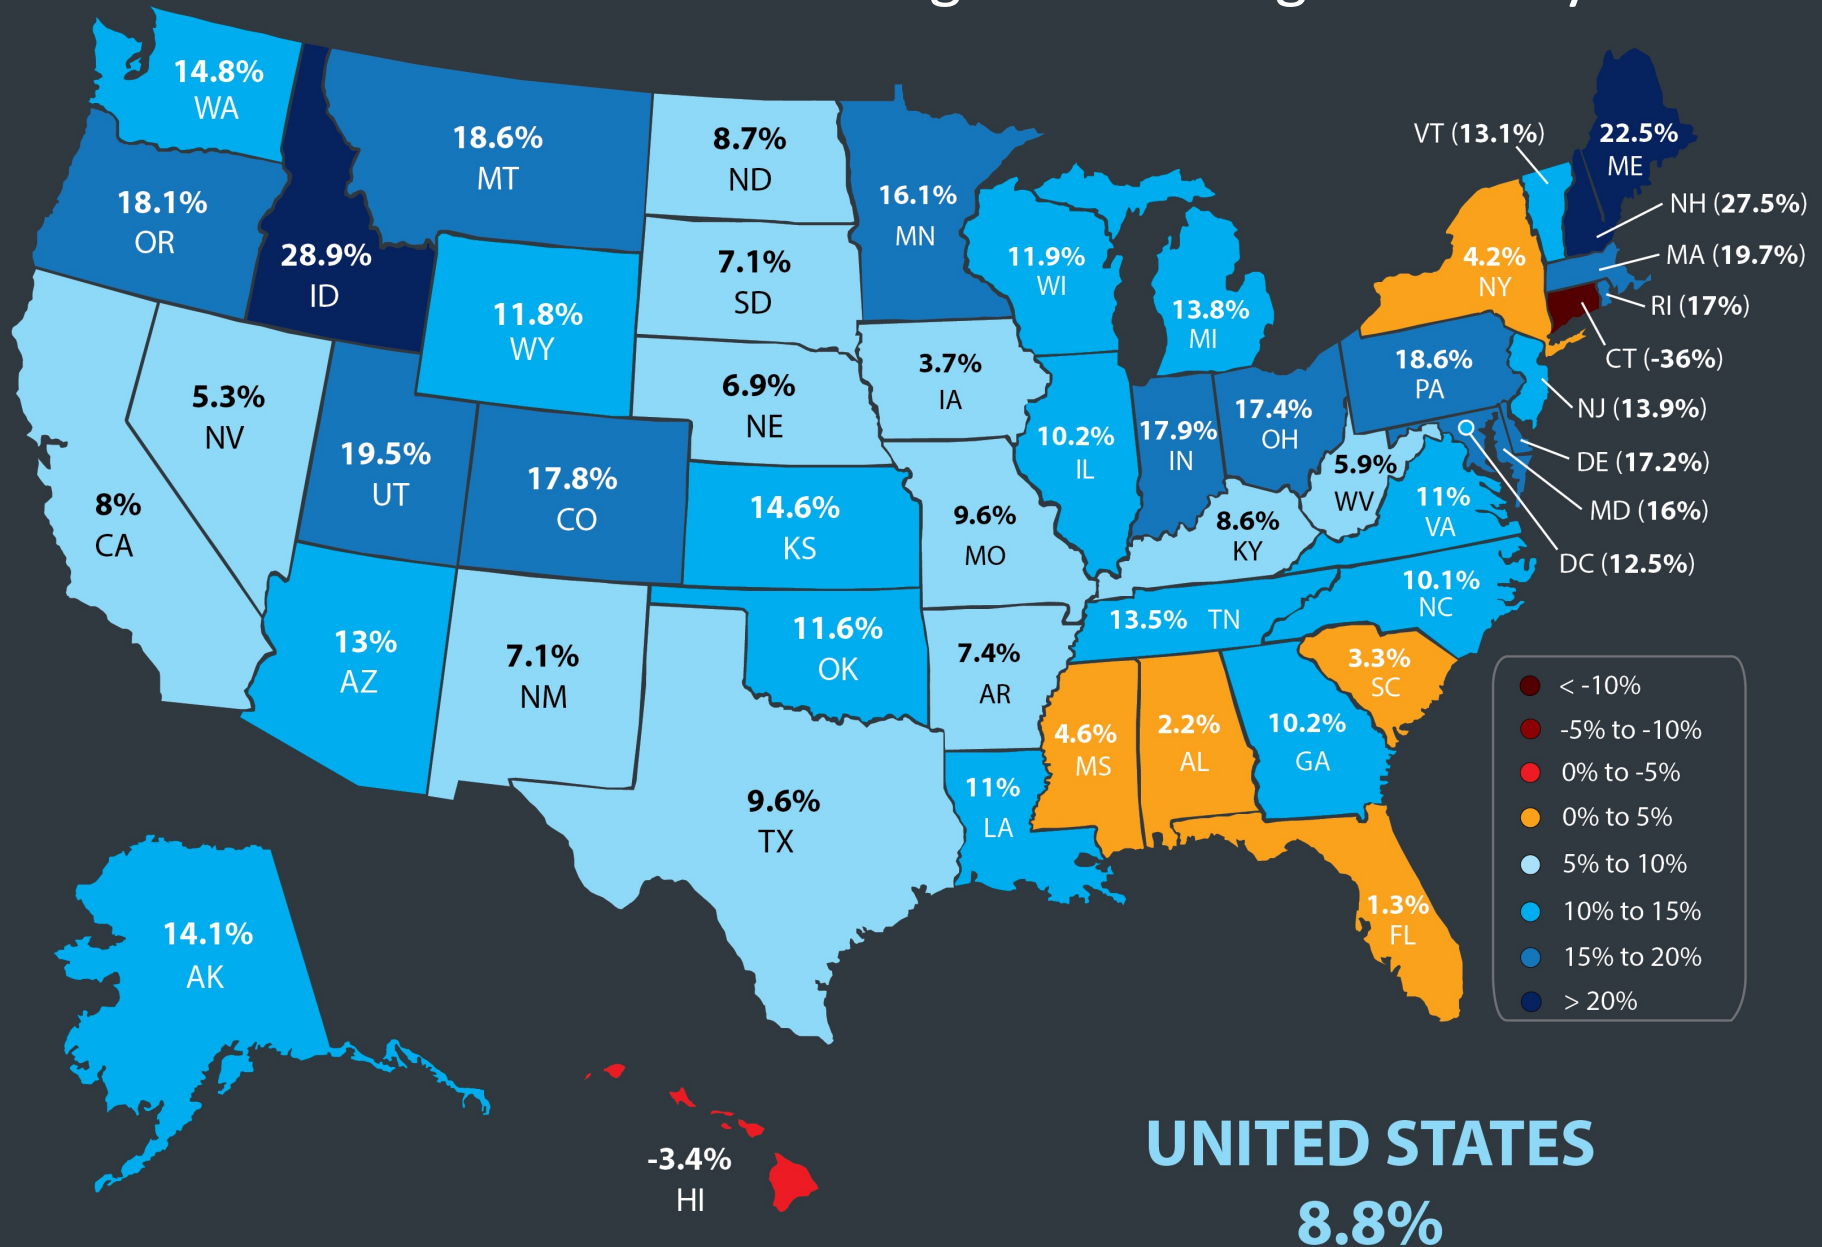 14.8%
WA
18.1%
OR
28.9%
ID
18.6%
MT
8.7%
ND
16.1%
MN
7.1%
SD
11.8%
WY
11.9%
WI
13.8%
MI
VT (13.1%)
22.5%
ME
NH (27.5%)
4.2%
NY
MA (19.7%)
RI (17%)
CT (-36%)
18.6%
PA
NJ (13.9%)
DE (17.2%)
MD (16%)
DC (12.5%)
8%
CA
5.3%
NV
19.5%
UT
17.8%
CO
6.9%
NE
3.7%
IA
10.2%
IL
17.9%
IN
17.4%
OH
5.9%
WV
11%
VA
14.6%
KS
9.6%
MO
8.6%
KY
10.1%
NC
13%
AZ
7.1%
NM
11.6%
OK
7.4%
AR
13.5% TN
3.3%
SC
9.6%
TX
11%
LA
4.6%
MS
2.2%
AL
10.2%
GA
1.3%
FL
14.1%
AK
-3.4%
HI
< -10%
-5% to -10%
0% to -5%
0% to 5%
5% to 10%
10% to 15%
15% to 20%
> 20%
UNITED STATES
8.8%